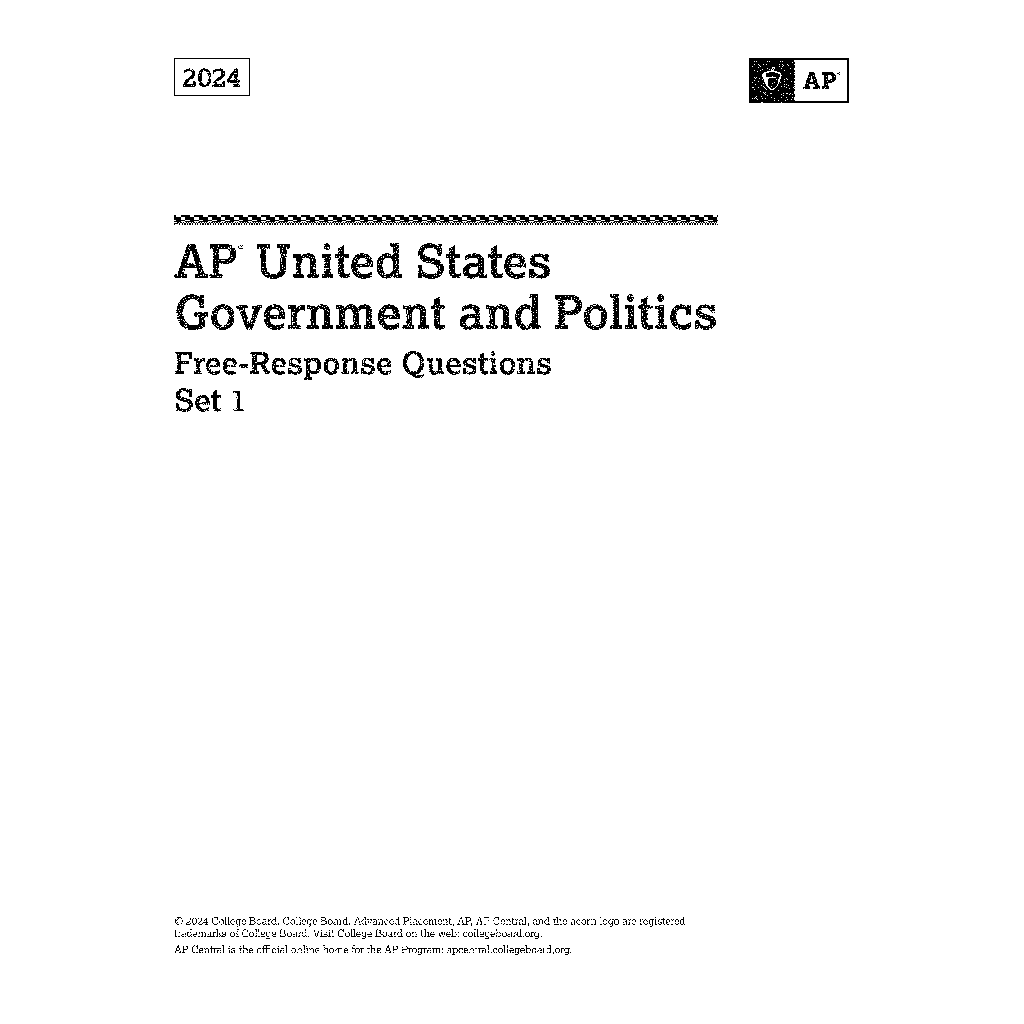 2024
AP®
AP® United States
Government and Politics
Free-Response Questions
Set 1
© 2024 College Board. College Board, Advanced Placement, AP, AP Central, and the acorn logo are registered
trademarks of College Board. Visit College Board on the web: collegeboard.org.
AP Central is the official online home for the AP Program: apcentral.collegeboard.org.